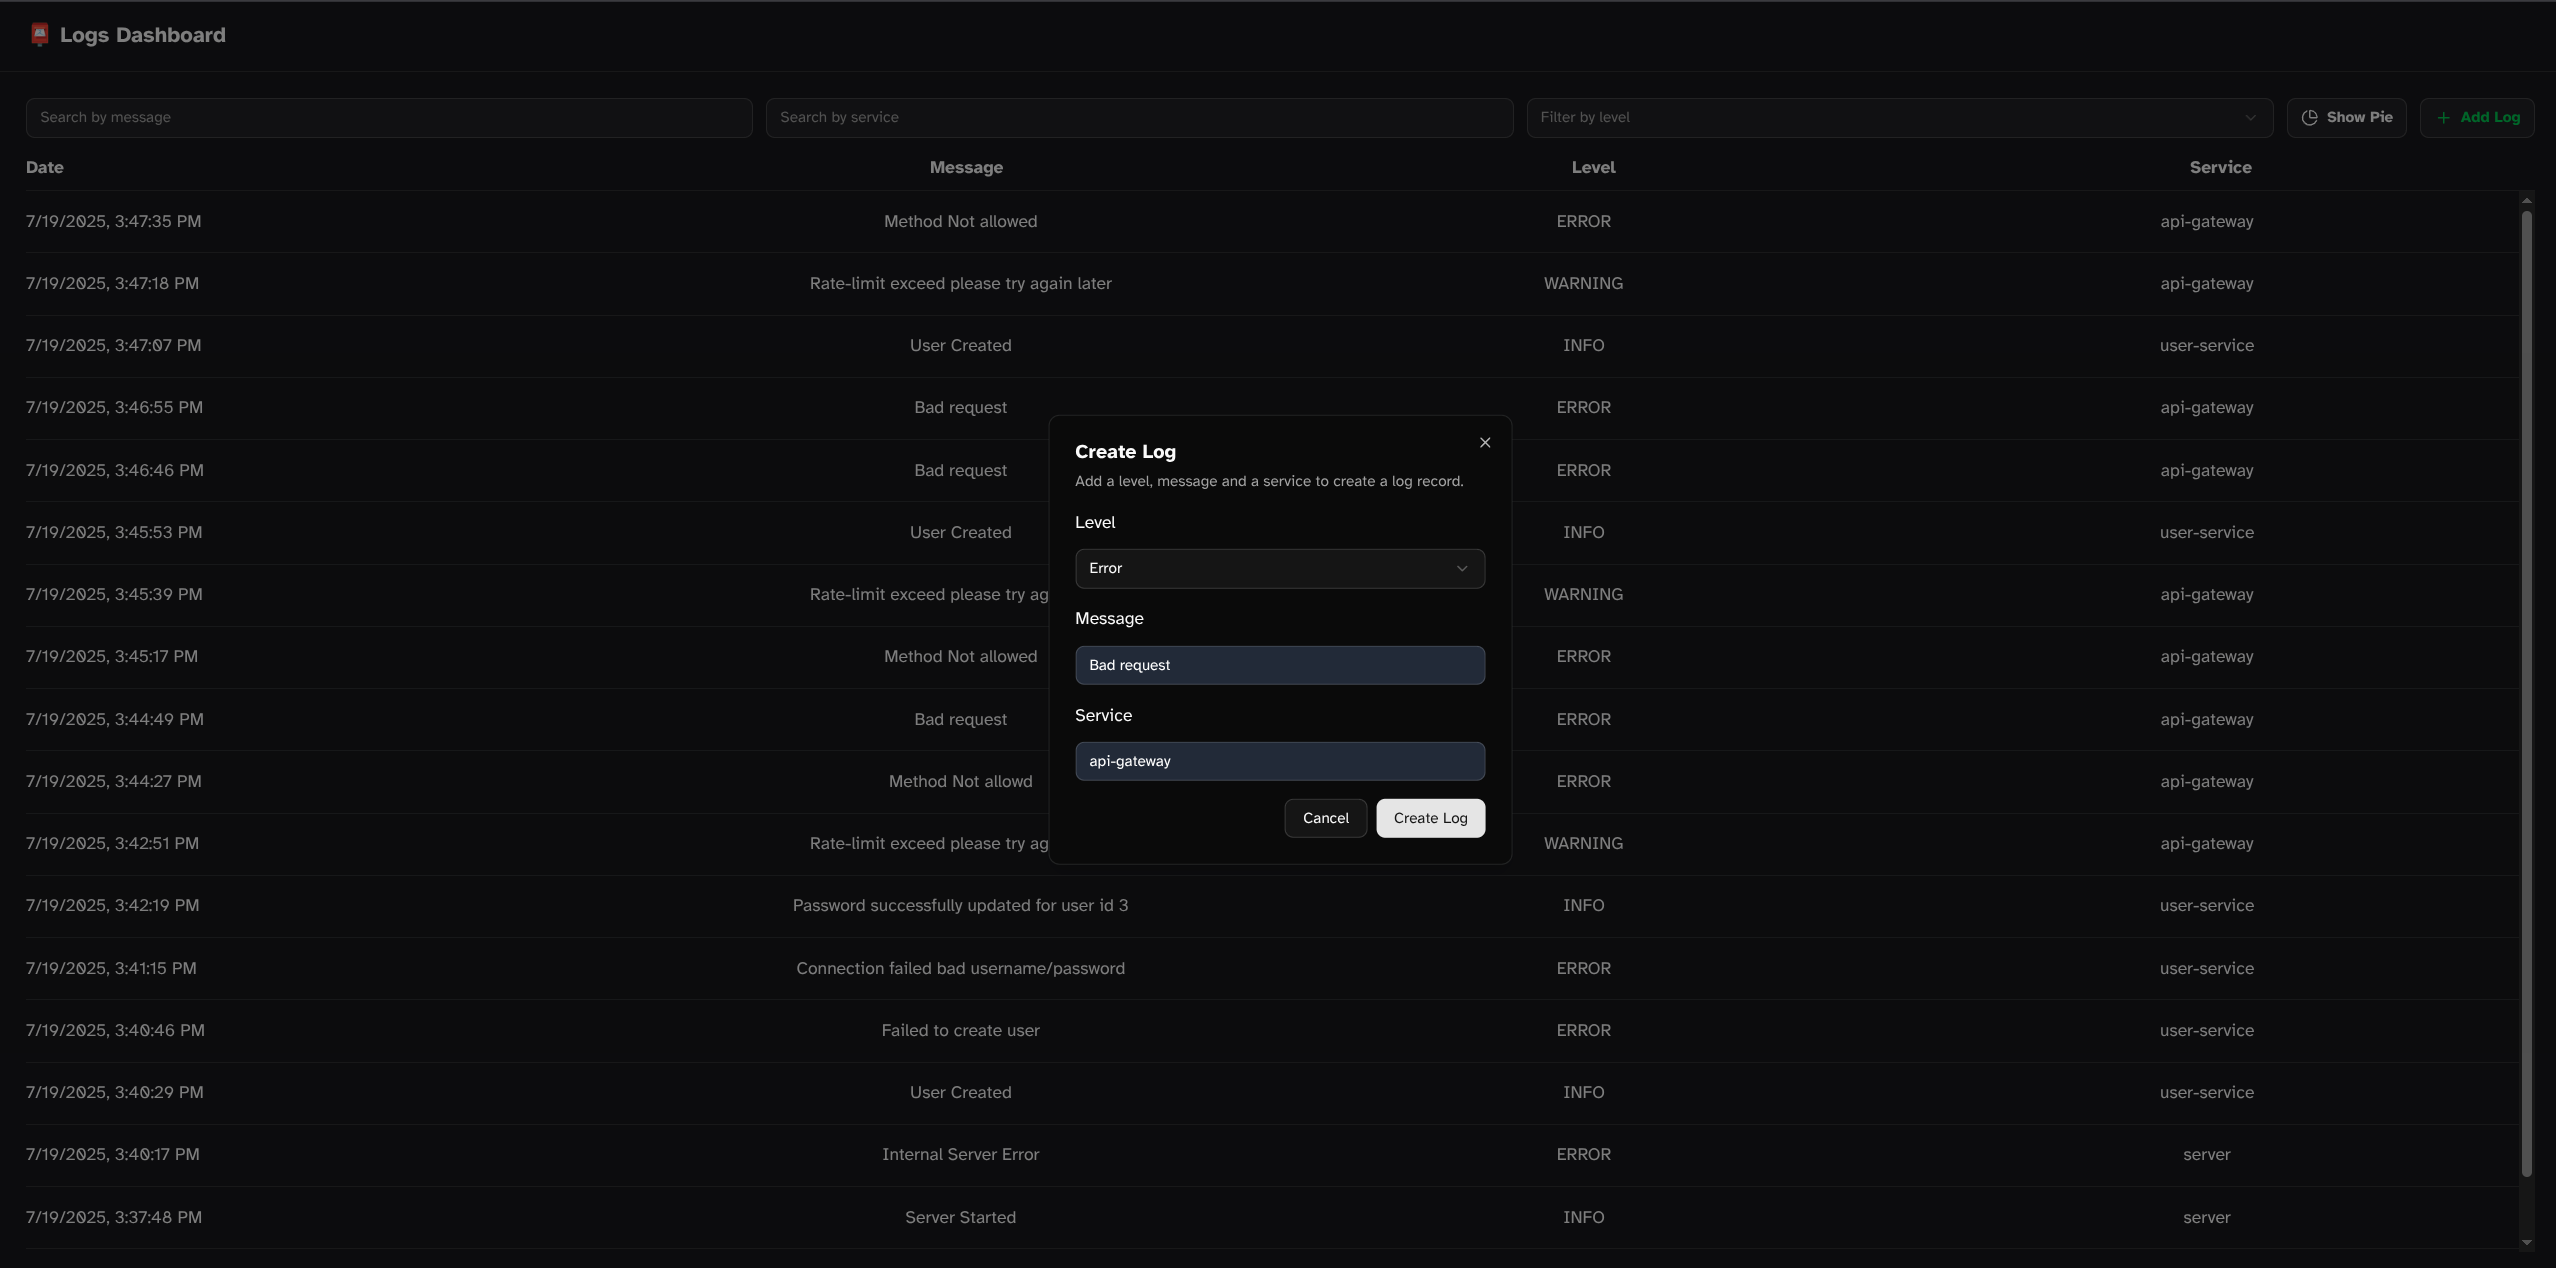 Logs Dashboard
Search by message Search by service Filter by level Show Pie + Add Log
Date Message Level Service
7/19/2025, 3:47:35 PM Method Not allowed ERROR api-gateway
7/19/2025, 3:47:18 PM Rate-limit exceed please try again later WARNING api-gateway
7/19/2025, 3:47:07 PM User Created INFO user-service
7/19/2025, 3:46:55 PM Bad request ERROR api-gateway
7/19/2025, 3:46:46 PM Bad request ERROR api-gateway
7/19/2025, 3:45:53 PM User Created INFO user-service
7/19/2025, 3:45:39 PM Rate-limit exceed please try ag WARNING api-gateway
7/19/2025, 3:45:17 PM Method Not allowed ERROR api-gateway
7/19/2025, 3:44:49 PM Bad request ERROR api-gateway
7/19/2025, 3:44:27 PM Method Not allowd ERROR api-gateway
7/19/2025, 3:42:51 PM Rate-limit exceed please try ag WARNING api-gateway
7/19/2025, 3:42:19 PM Password successfully updated for user id 3 INFO user-service
7/19/2025, 3:41:15 PM Connection failed bad username/password ERROR user-service
7/19/2025, 3:40:46 PM Failed to create user ERROR user-service
7/19/2025, 3:40:29 PM User Created INFO user-service
7/19/2025, 3:40:17 PM Internal Server Error ERROR server
7/19/2025, 3:37:48 PM Server Started INFO server
Create Log
Add a level, message and a service to create a log record.
Level
Error
Message
Bad request
Service
api-gateway
Cancel Create Log